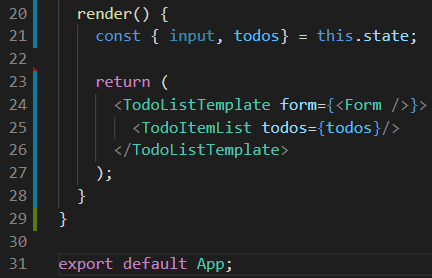 20 render() {
21 const { input, todos} = this.state;
22
23 return (
24 <TodoListTemplate form={<Form />}>
25 <TodoItemList todos={todos}/>
26 </TodoListTemplate>
27 );
28 }
29 }
30
31 export default App;